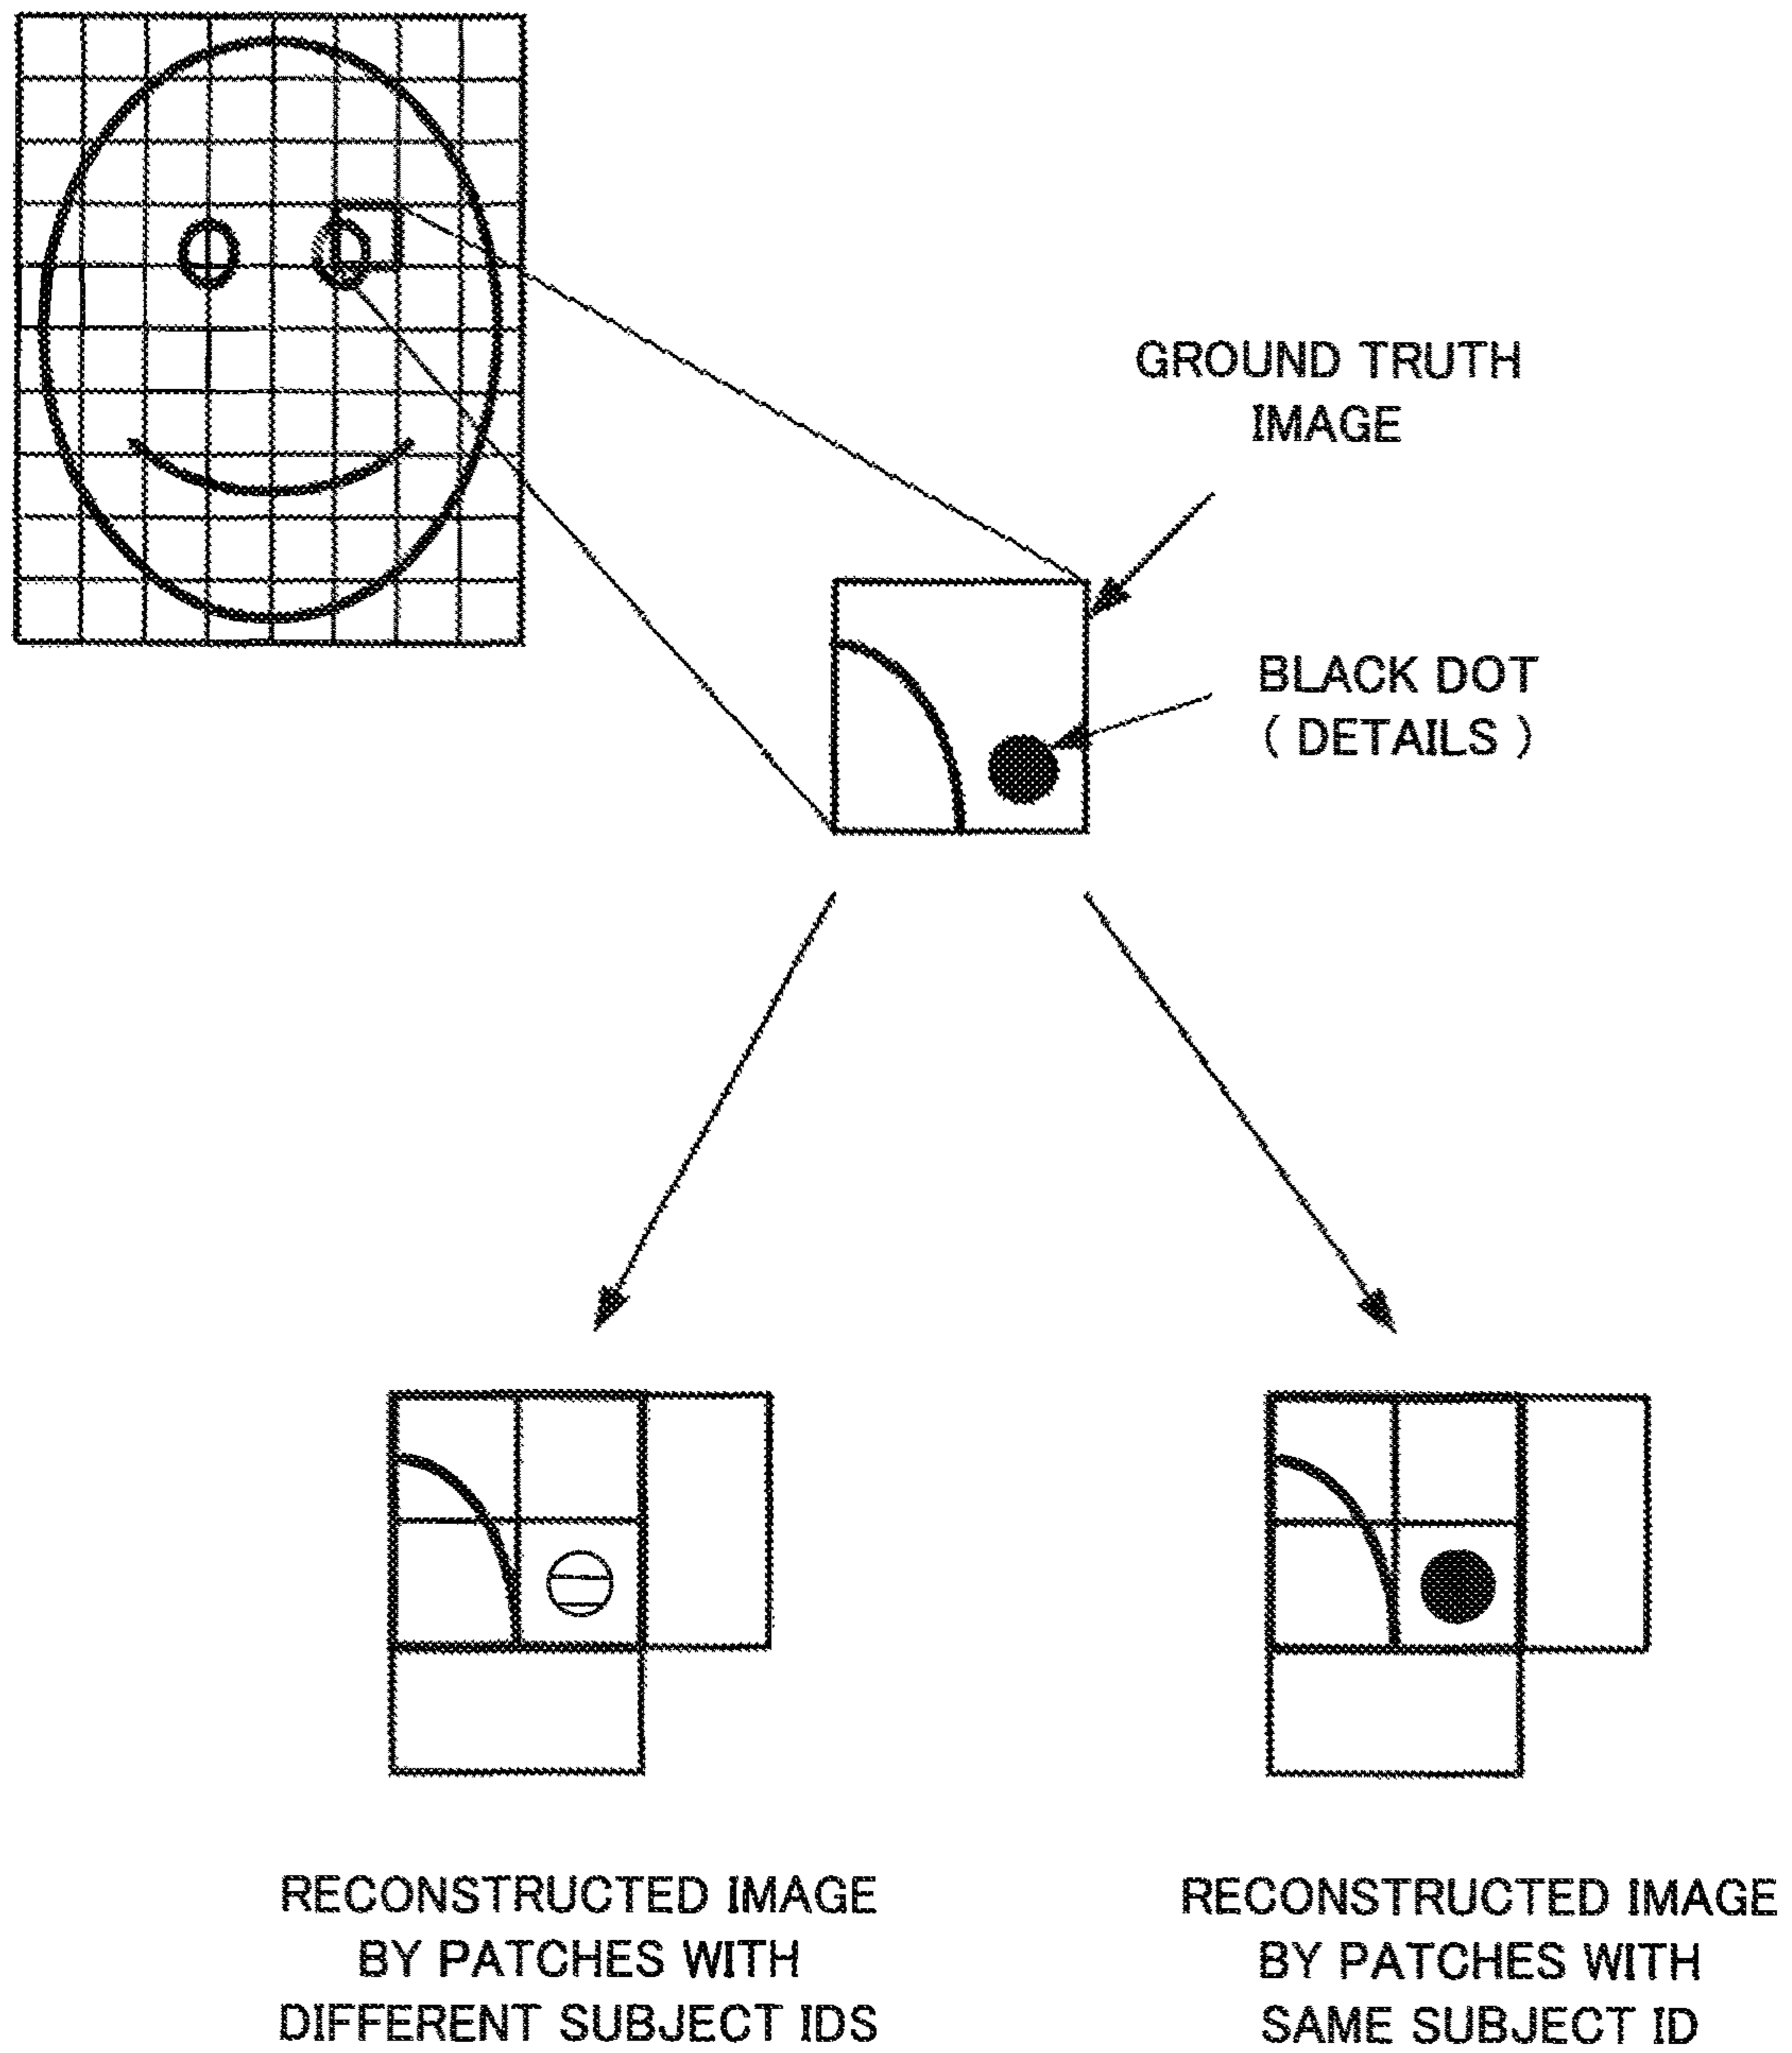 GROUND TRUTH
IMAGE
BLACK DOT
( DETAILS )
RECONSTRUCTED IMAGE
BY PATCHES WITH
DIFFERENT SUBJECT IDS
RECONSTRUCTED IMAGE
BY PATCHES WITH
SAME SUBJECT ID